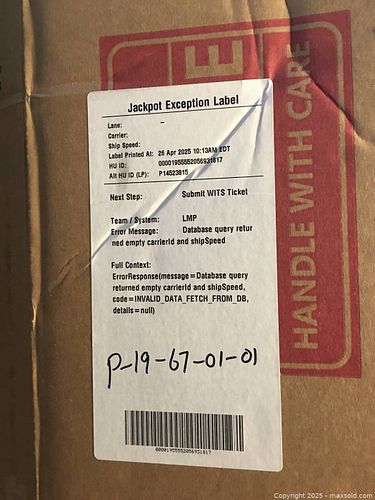 E
HANDLE WITH CARE
Jackpot Exception Label
Lane: --
Carrier:
Ship Speed:
Label Printed At: 26 Apr 2025 10:13AM EDT
HU ID: 00001955552056931817
Alt HU ID (LP): P14523815
Next Step: Submit WITS Ticket
Team / System: LMP
Error Message: Database query retur
ned empty carrierId and shipSpeed
Full Context:
ErrorResponse(message=Database query
returned empty carrierId and shipSpeed,
code=INVALID_DATA_FETCH_FROM_DB,
details=null)
P-19-67-01-01
00001955552056931817
Copyright © 2025 - maxsold.com